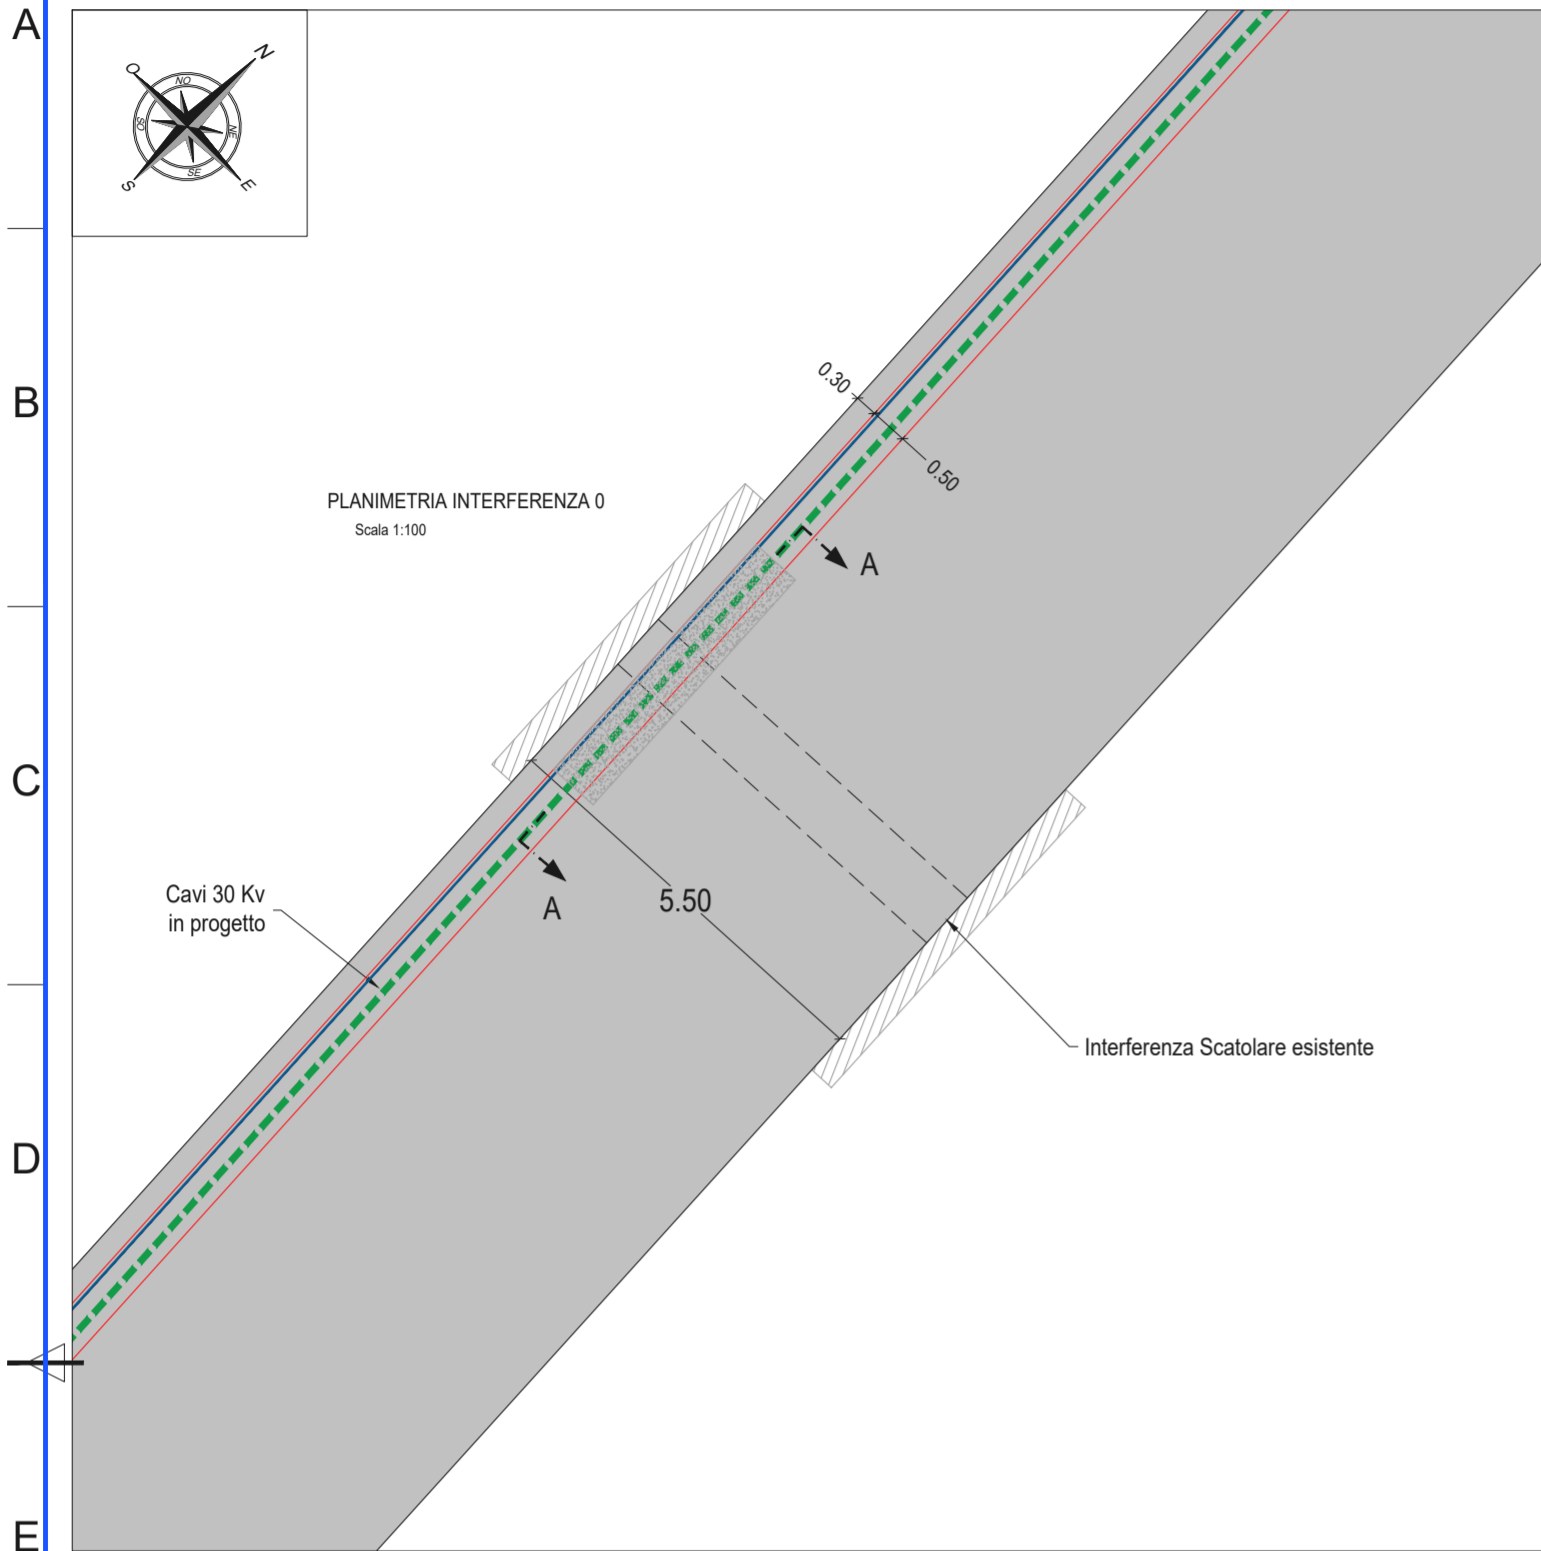 A
N
O
NO
SO
NE
SE
S
E
B
0.30
0.50
PLANIMETRIA INTERFERENZA 0
Scala 1:100
A
C
Cavi 30 Kv
in progetto
A
5.50
Interferenza Scatolare esistente
D
E